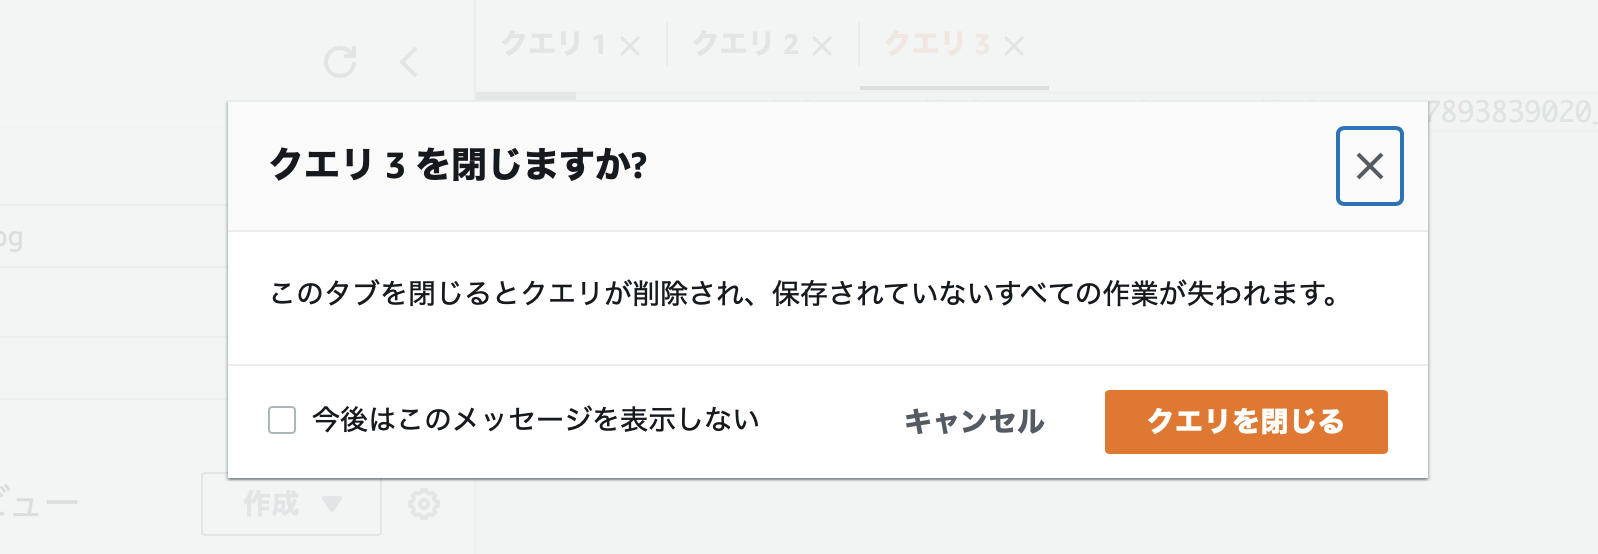 クエリ 1
クエリ 2
クエリ 3
7893839020_
クエリ 3 を閉じますか?
og
このタブを閉じるとクエリが削除され、保存されていないすべての作業が失われます。
今後はこのメッセージを表示しない
キャンセル
クエリを閉じる
ビュー
作成